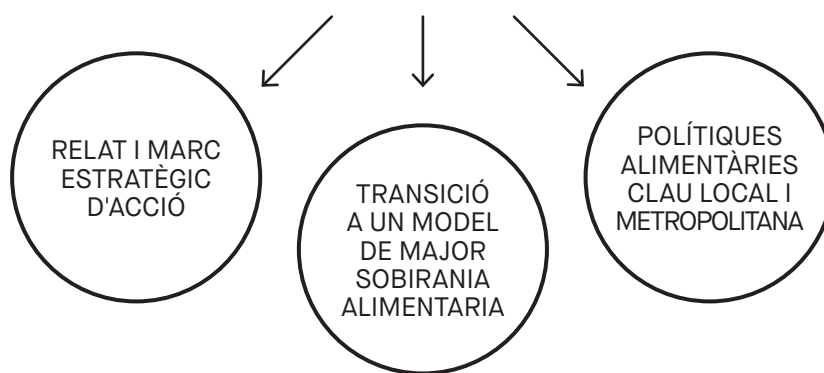 RELAT I MARC
ESTRATÈGIC
D'ACCIÓ
TRANSICIÓ
A UN MODEL
DE MAJOR
SOBIRANIA
ALIMENTARIA
POLÍTIQUES
ALIMENTÀRIES
CLAU LOCAL I
METROPOLITANA